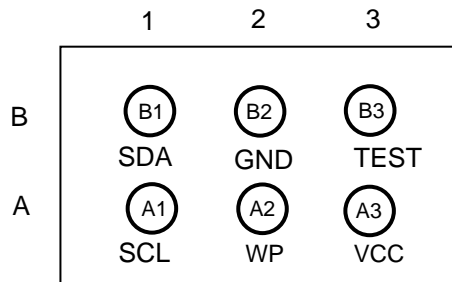 1 2 3
B B1 B2 B3
SDA GND TEST
A A1 A2 A3
SCL WP VCC